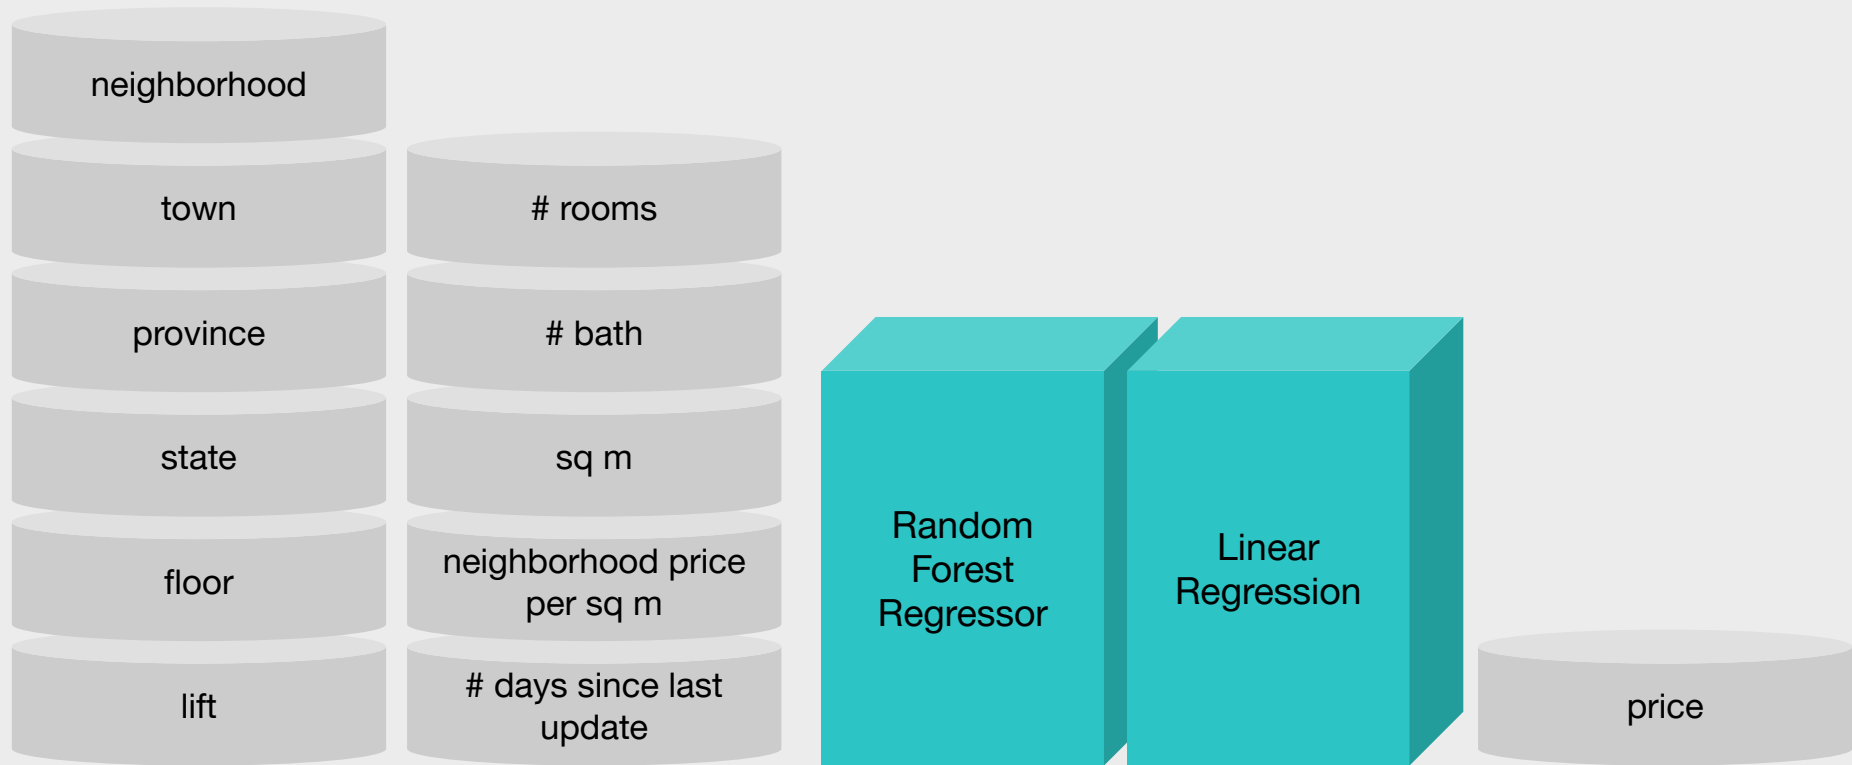 neighborhood
town
province
state
floor
lift
# rooms
# bath
sq m
neighborhood price
per sq m
# days since last
update
Random
Forest
Regressor
Linear
Regression
price